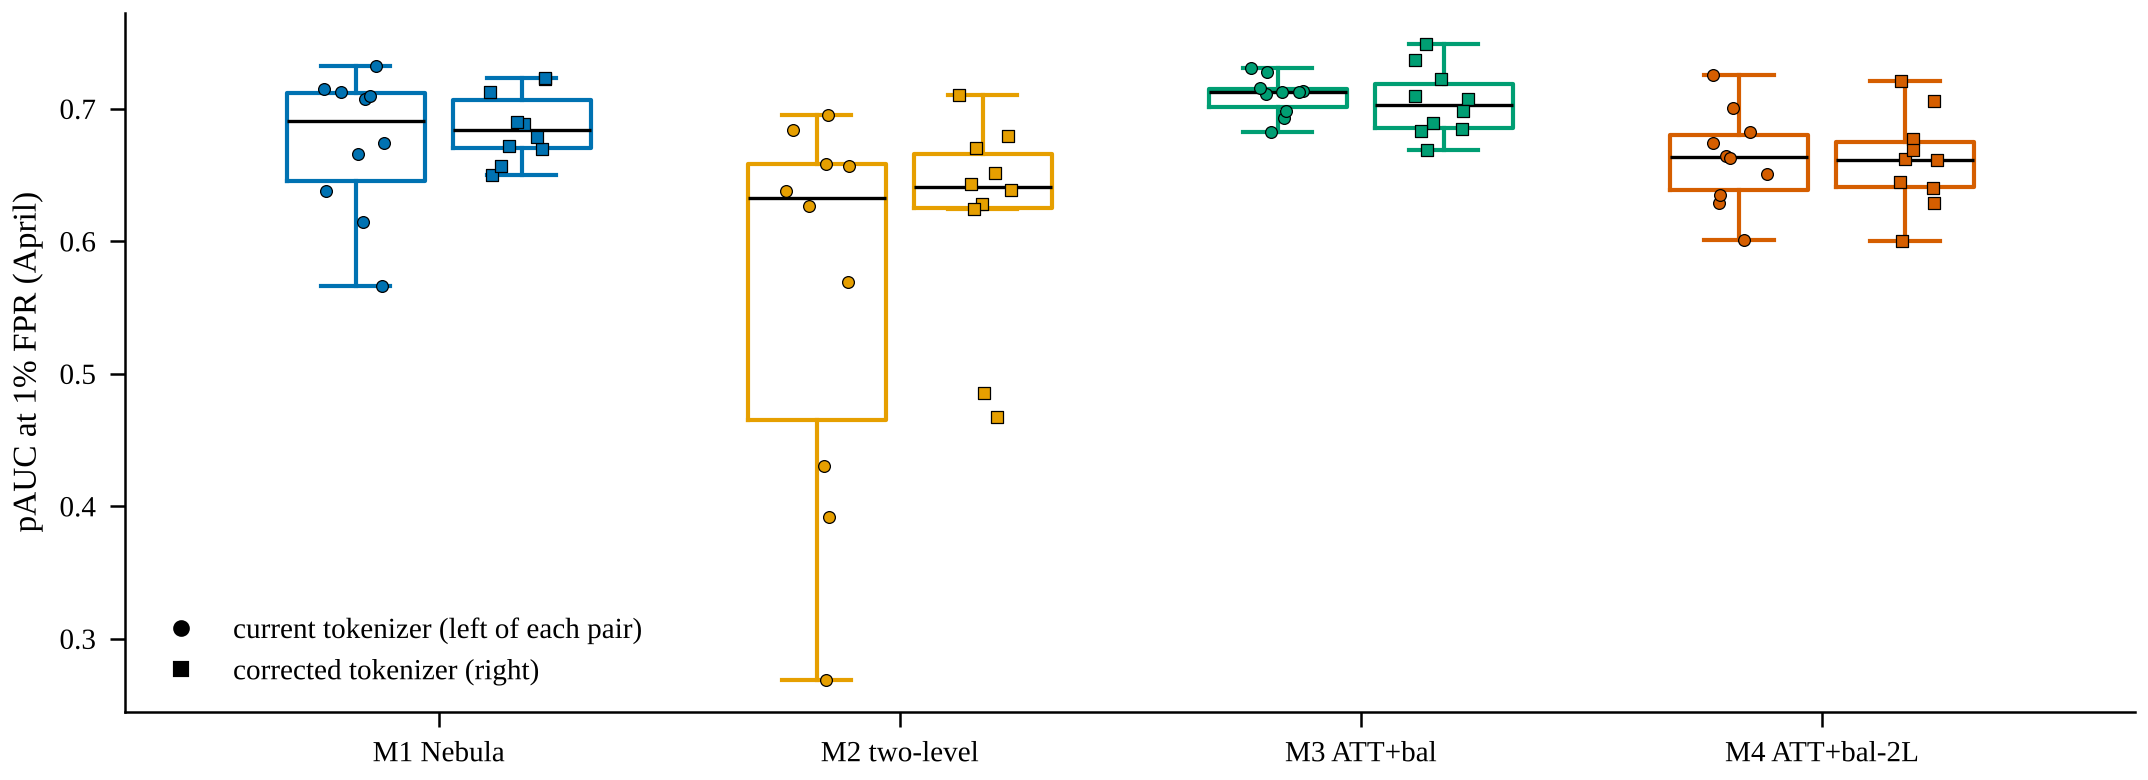 pAUC at 1% FPR (April)
0.7
0.6
0.5
0.4
0.3
current tokenizer (left of each pair)
corrected tokenizer (right)
M1 Nebula
M2 two-level
M3 ATT+bal
M4 ATT+bal-2L